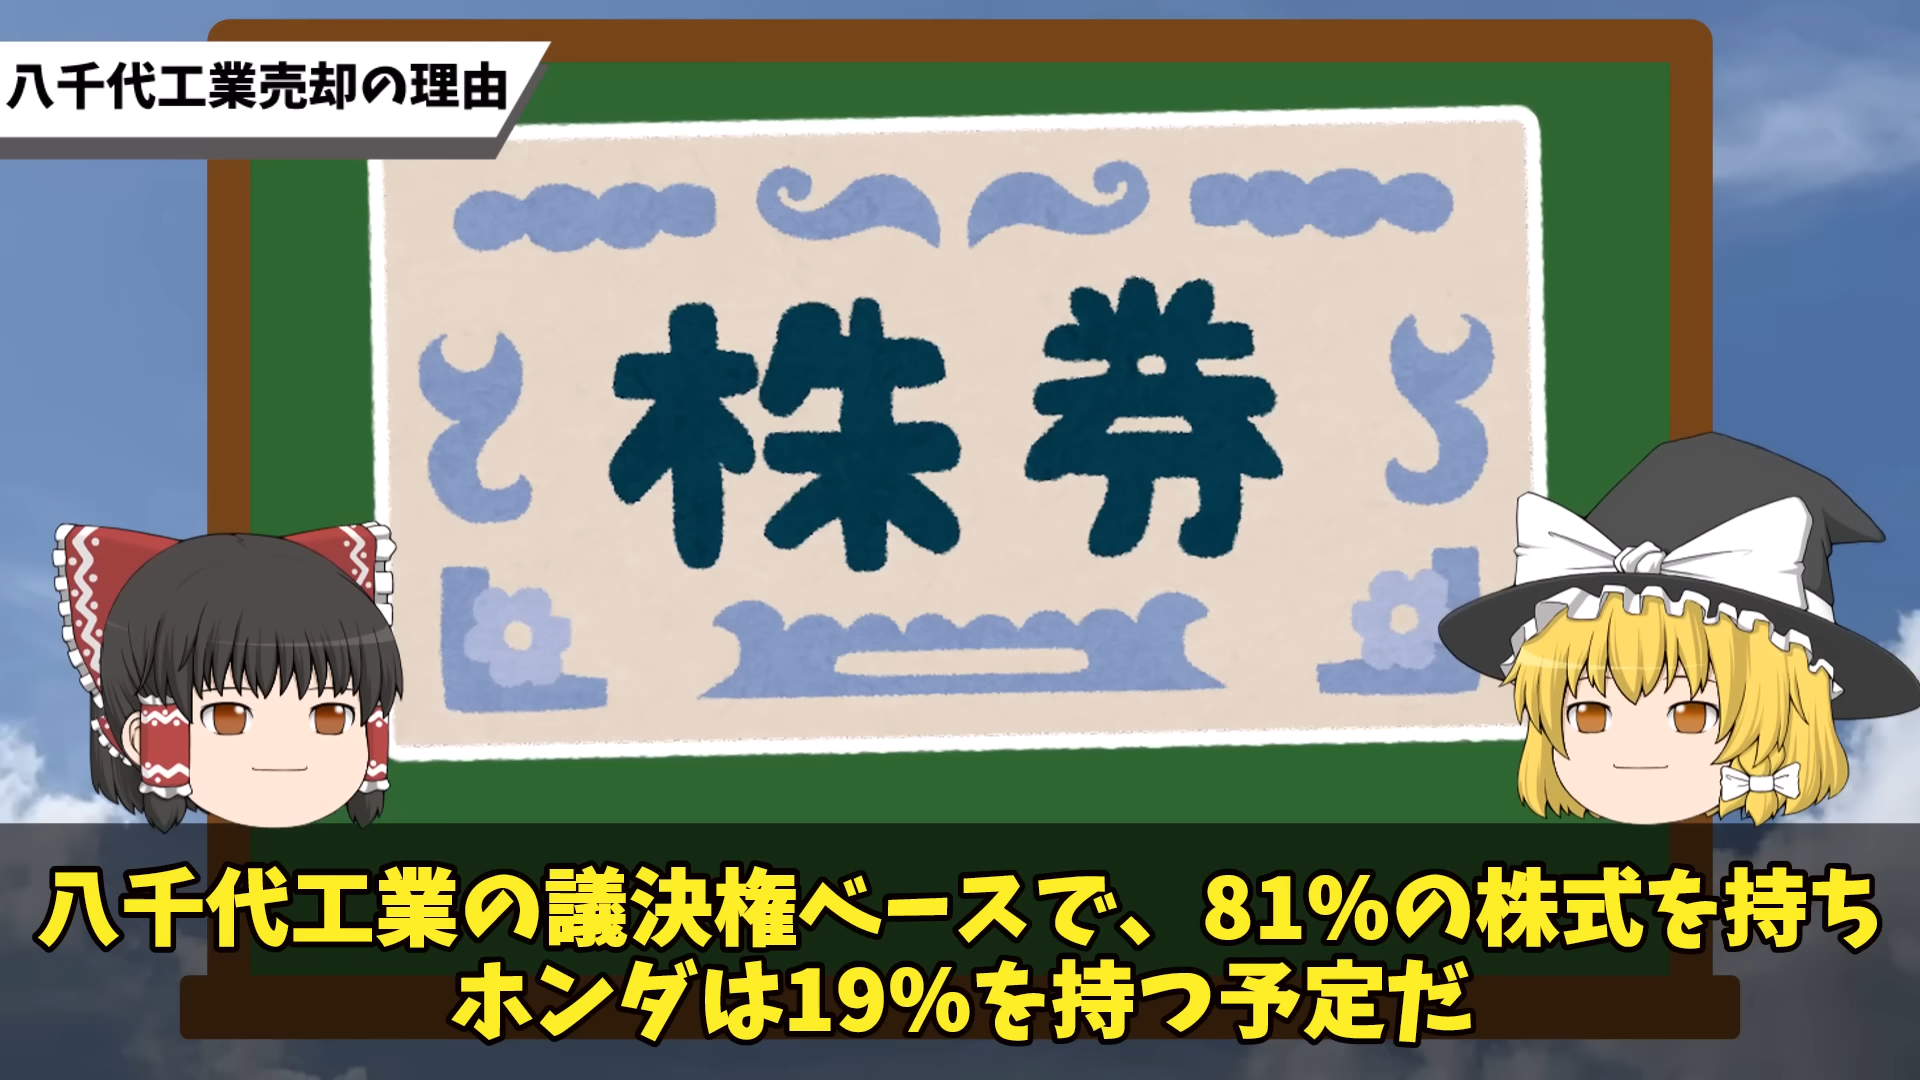 八千代工業売却の理由
株券
八千代工業の議決権ベースで、81%の株式を持ち
ホンダは19%を持つ予定だ